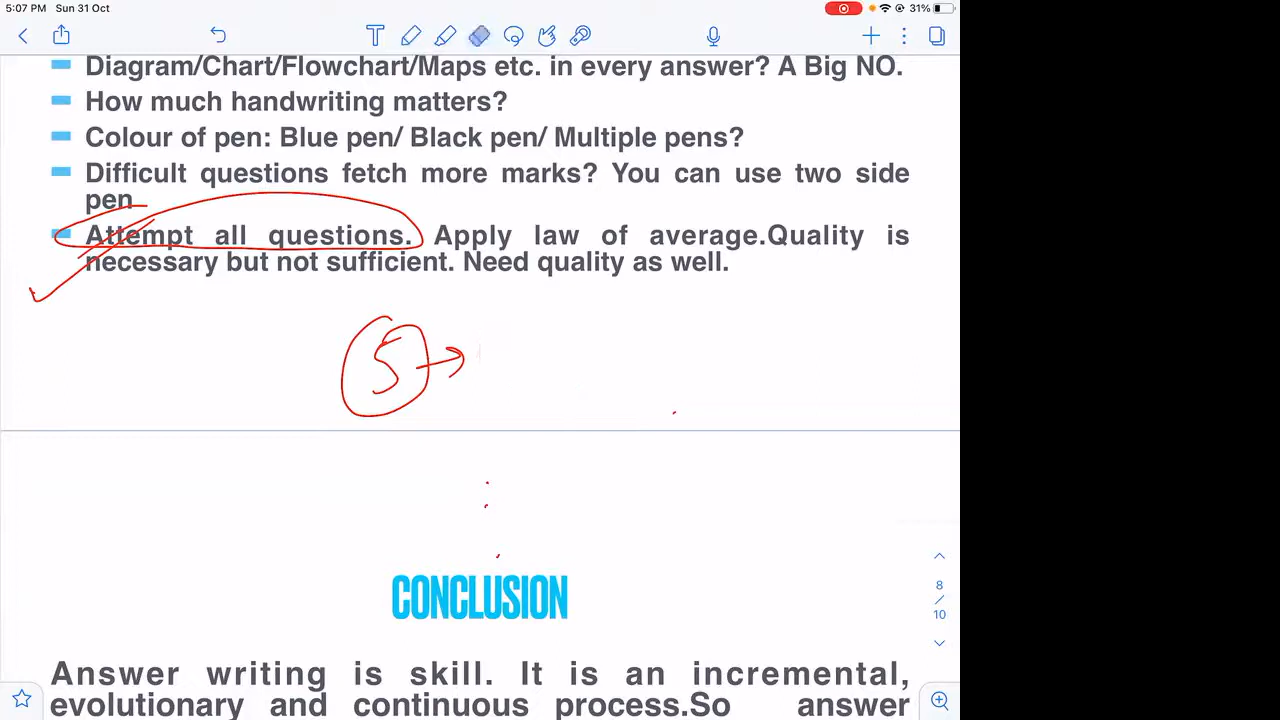 5:07 PM Sun 31 Oct
31%
Diagram/Chart/Flowchart/Maps etc. in every answer? A Big NO.
How much handwriting matters?
Colour of pen: Blue pen/ Black pen/ Multiple pens?
Difficult questions fetch more marks? You can use two side
pen
Attempt all questions. Apply law of average.Quality is
necessary but not sufficient. Need quality as well.
5
CONCLUSION
8
/
10
Answer writing is skill. It is an incremental,
evolutionary and continuous process.So answer